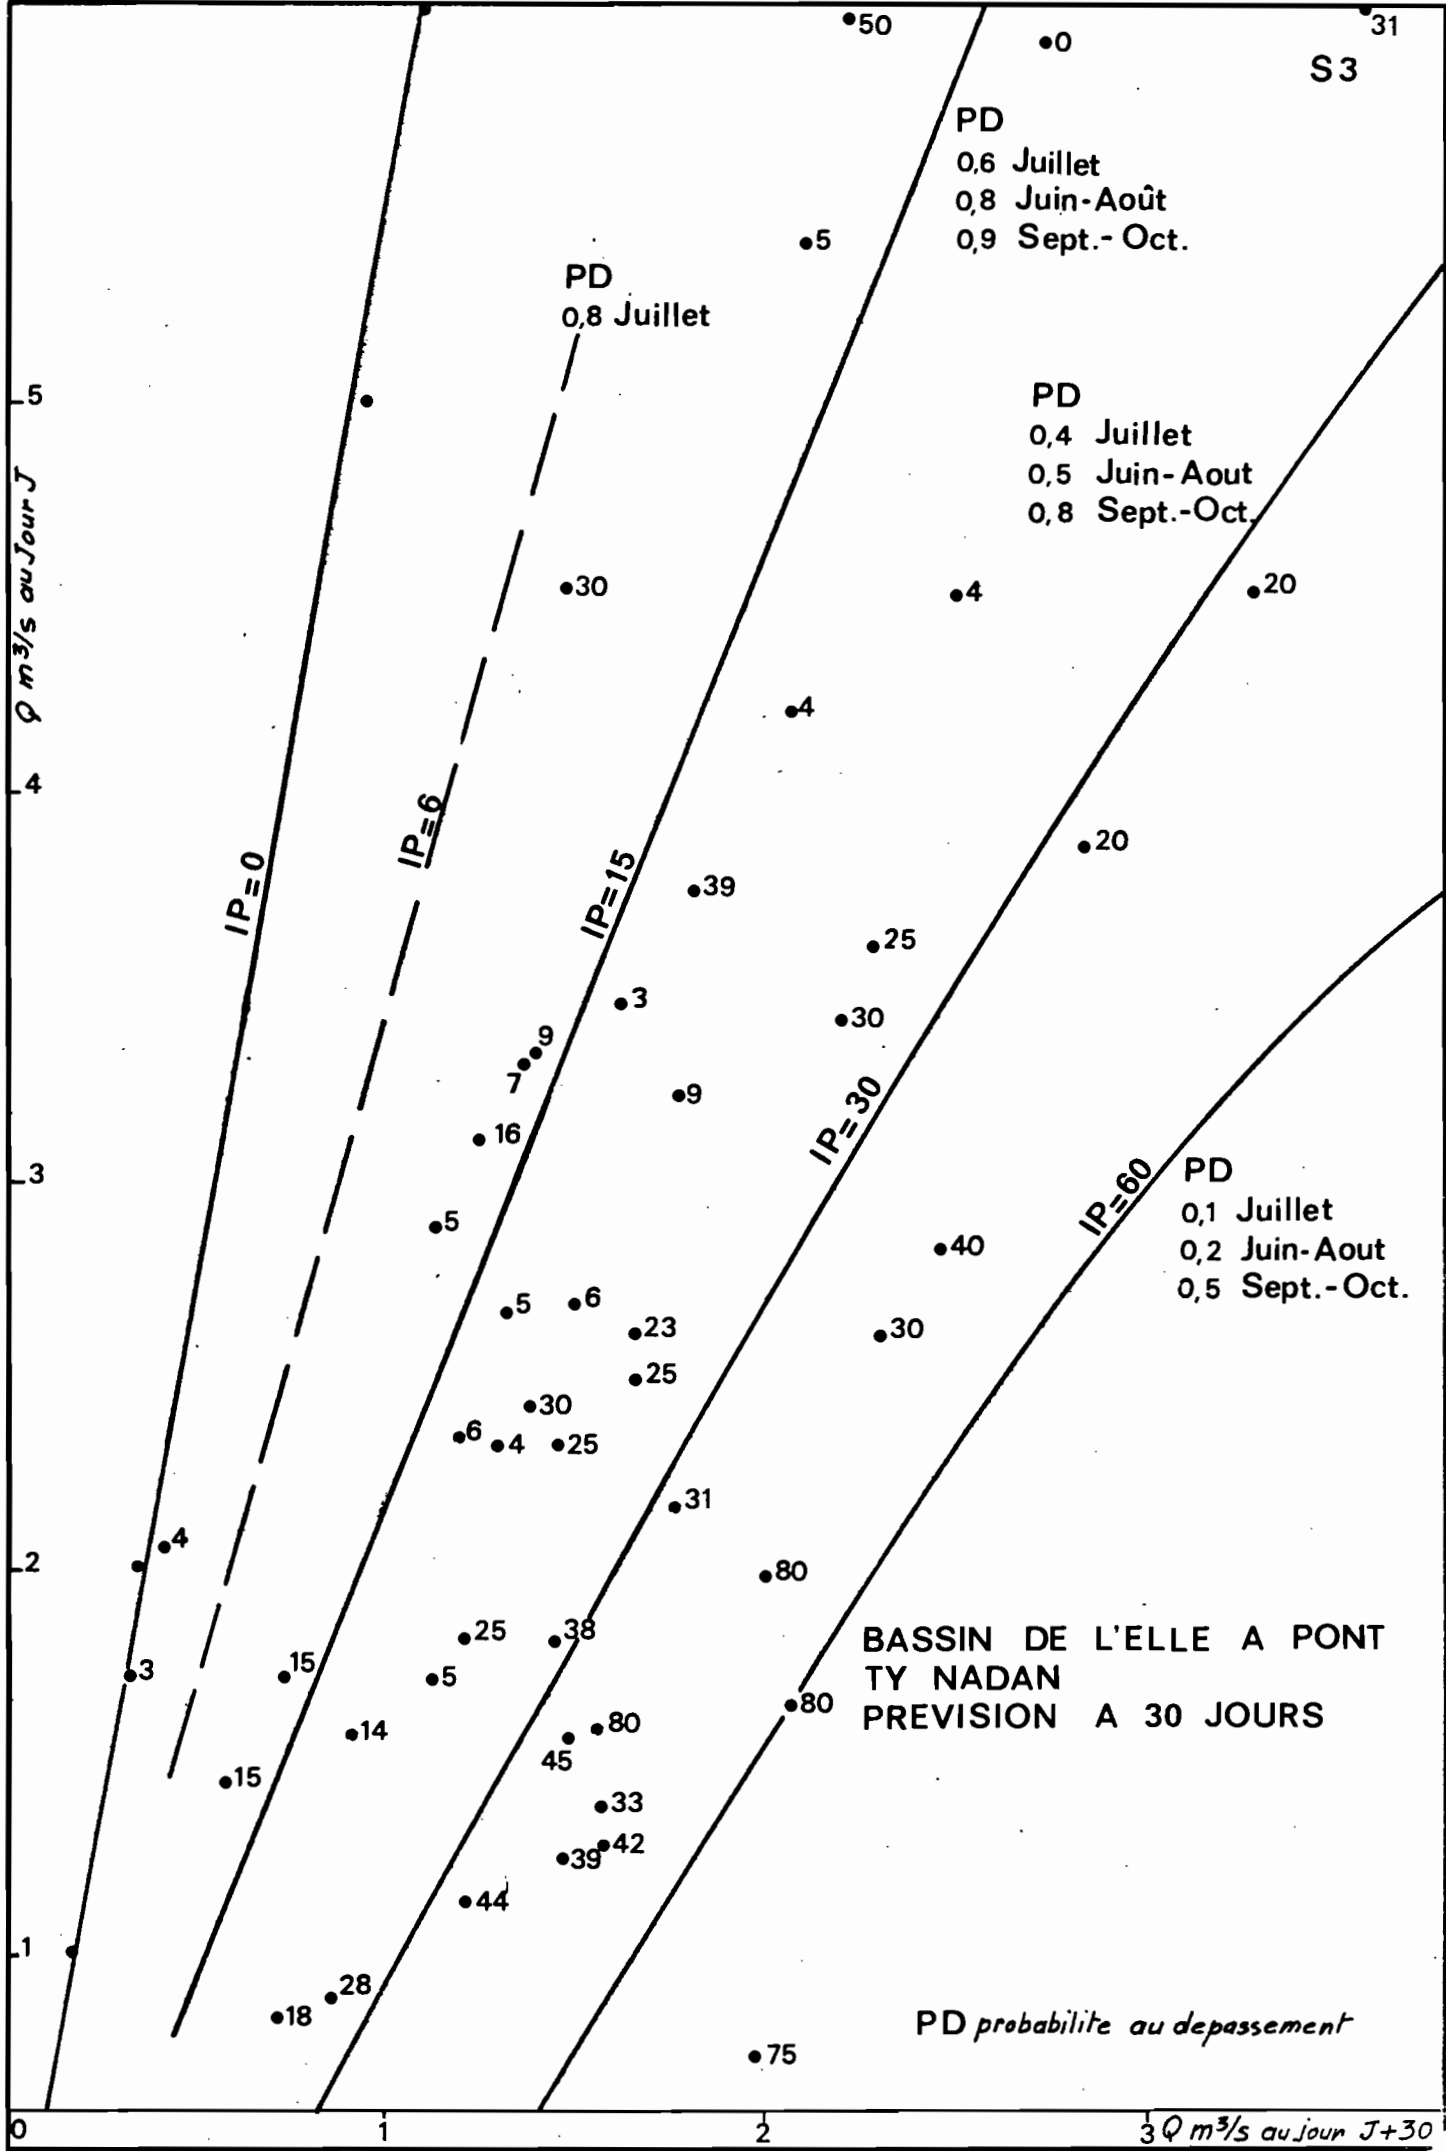 50
0
31
S3
PD
0,6 Juillet
0,8 Juin-Août
0,9 Sept.-Oct.
5
PD
0,8 Juillet
5
PD
0,4 Juillet
0,5 Juin-Aout
0,8 Sept.-Oct.
Q m³/s au Jour J
30
4
20
4
4
IP=0
IP=6
IP=15
20
39
25
3
30
9
7
9
16
IP=30
3
IP=60
PD
0,1 Juillet
0,2 Juin-Aout
0,5 Sept.-Oct.
5
40
5
6
23
30
25
30
6
4
25
31
4
2
80
25
38
3
15
5
BASSIN DE L'ELLE A PONT
TY NADAN
PREVISION A 30 JOURS
80
14
80
45
15
33
42
39
44
1
28
18
PD probabilite au depassement
75
0
1
2
3
Q m³/s au jour J+30